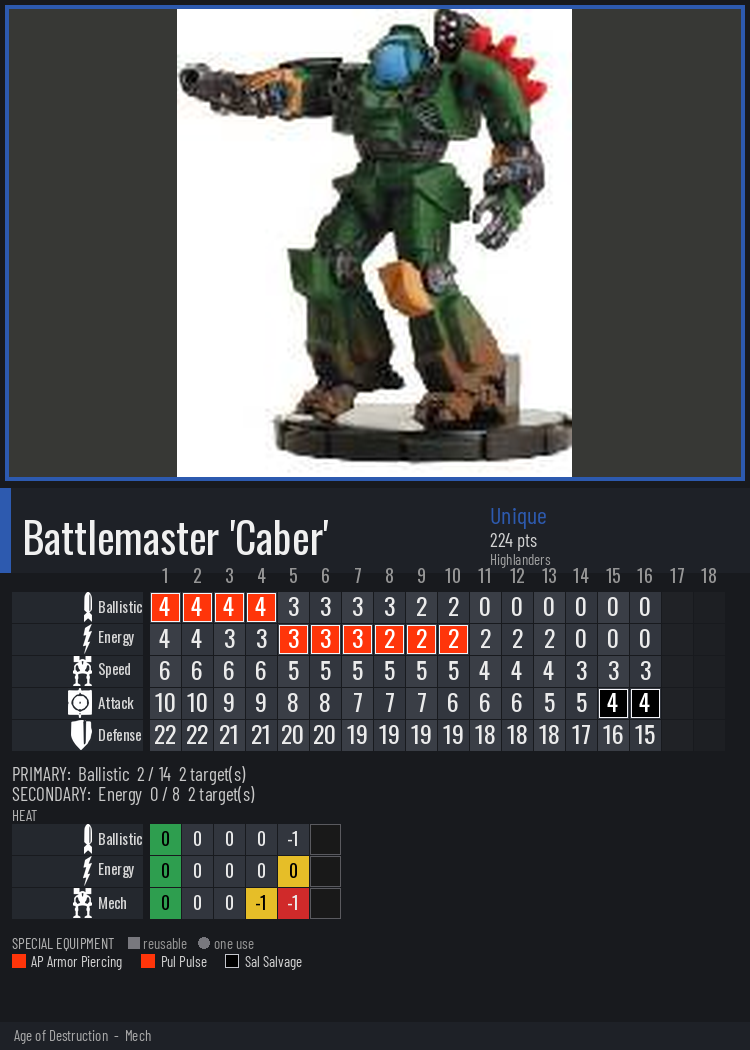 Battlemaster 'Caber'
Unique
224 pts
Highlanders
1 2 3 4 5 6 7 8 9 10 11 12 13 14 15 16 17 18
Ballistic 4 4 4 4 3 3 3 3 2 2 0 0 0 0 0 0
Energy 4 4 3 3 3 3 3 2 2 2 2 2 2 0 0 0
Speed 6 6 6 6 5 5 5 5 5 5 4 4 4 3 3 3
Attack 10 10 9 9 8 8 7 7 7 6 6 6 5 5 4 4
Defense 22 22 21 21 20 20 19 19 19 19 18 18 18 17 16 15
PRIMARY: Ballistic 2 / 14 2 target(s)
SECONDARY: Energy 0 / 8 2 target(s)
HEAT
Ballistic 0 0 0 0 -1
Energy 0 0 0 0 0
Mech 0 0 0 -1 -1
SPECIAL EQUIPMENT reusable one use
AP Armor Piercing Pul Pulse Sal Salvage
Age of Destruction - Mech